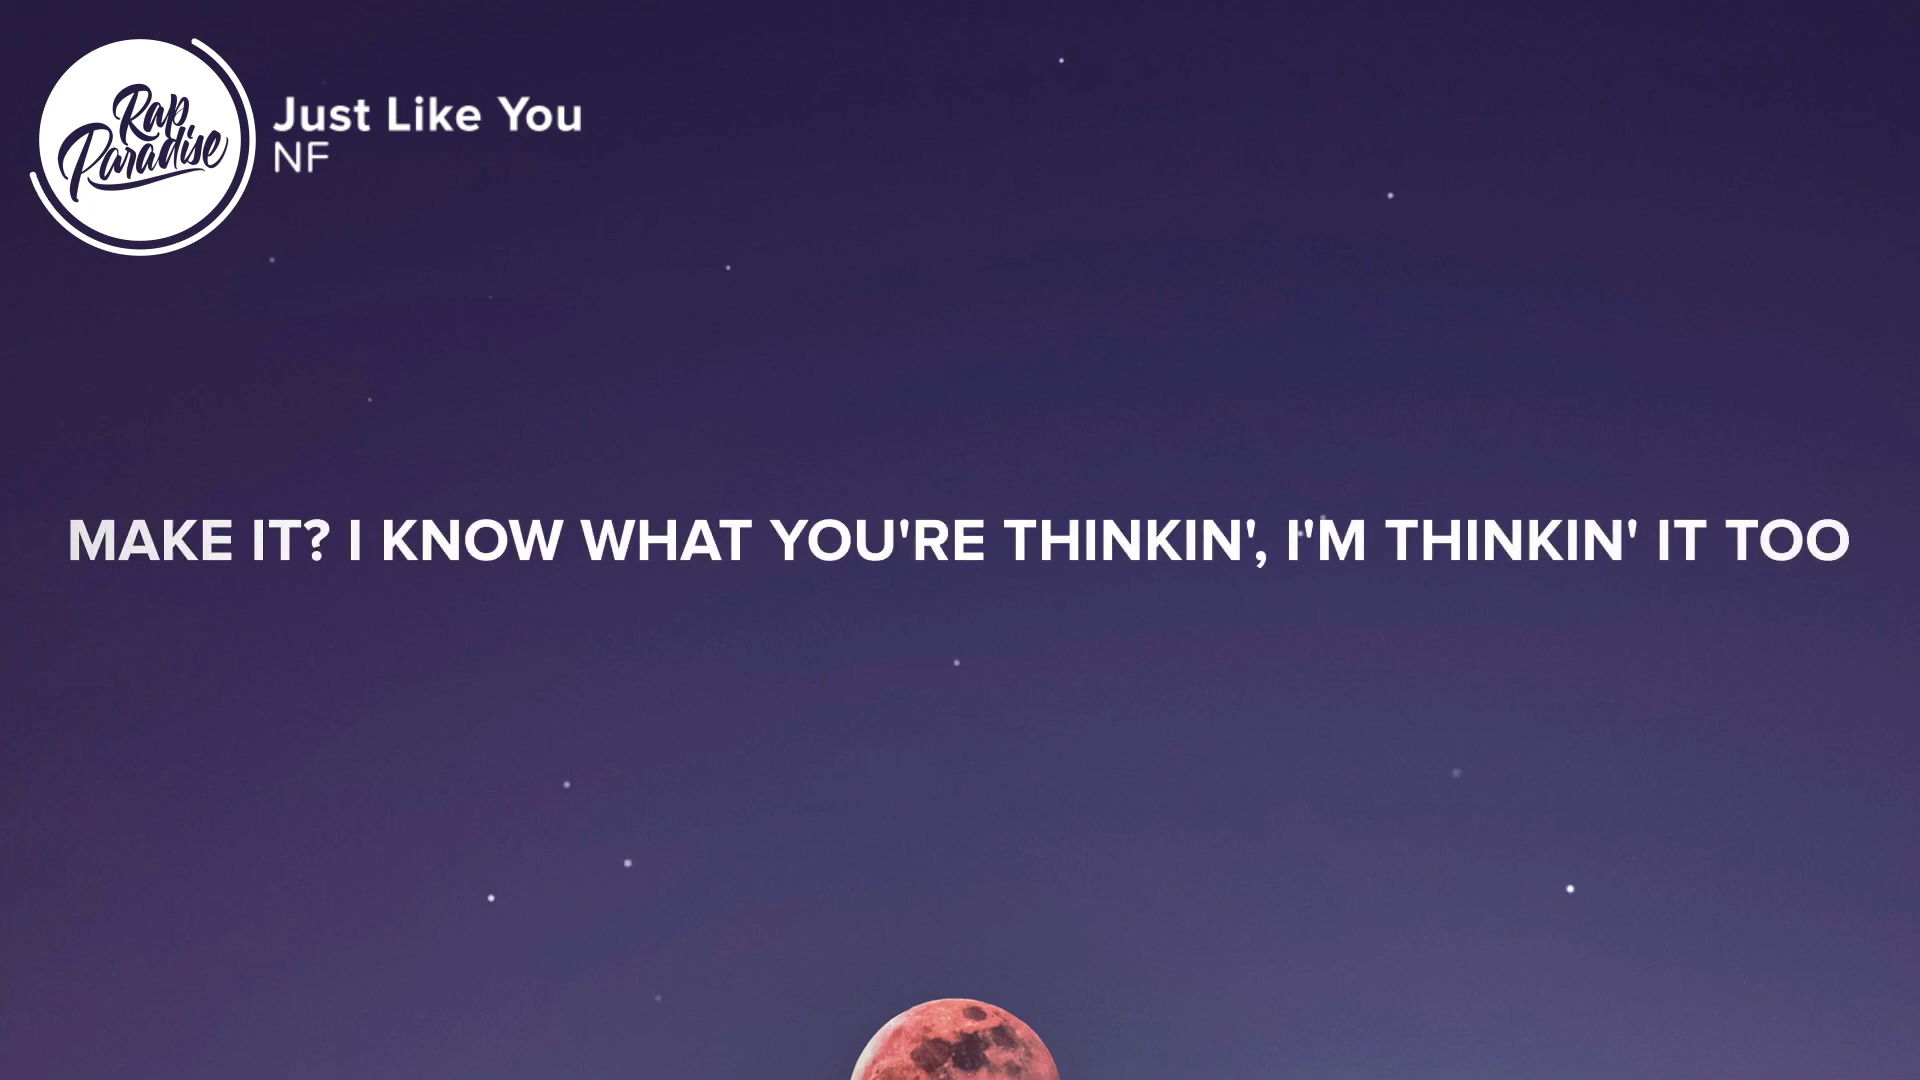 Rap
Paradise
Just Like You
NF
MAKE IT? I KNOW WHAT YOU'RE THINKIN', I'M THINKIN' IT TOO